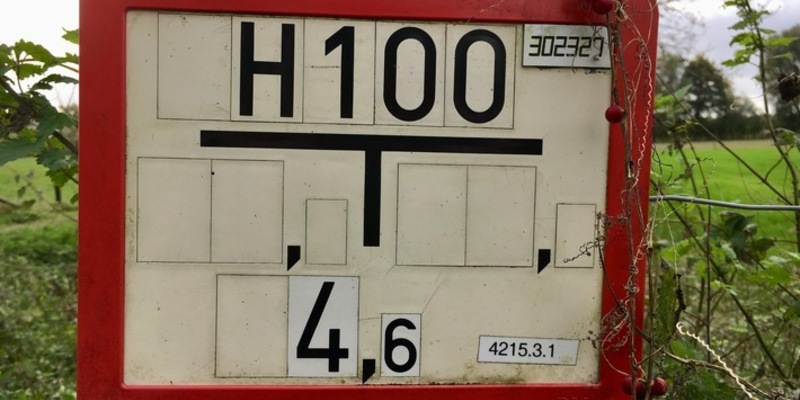 H100
302327
, ,
4,6
4215.3.1